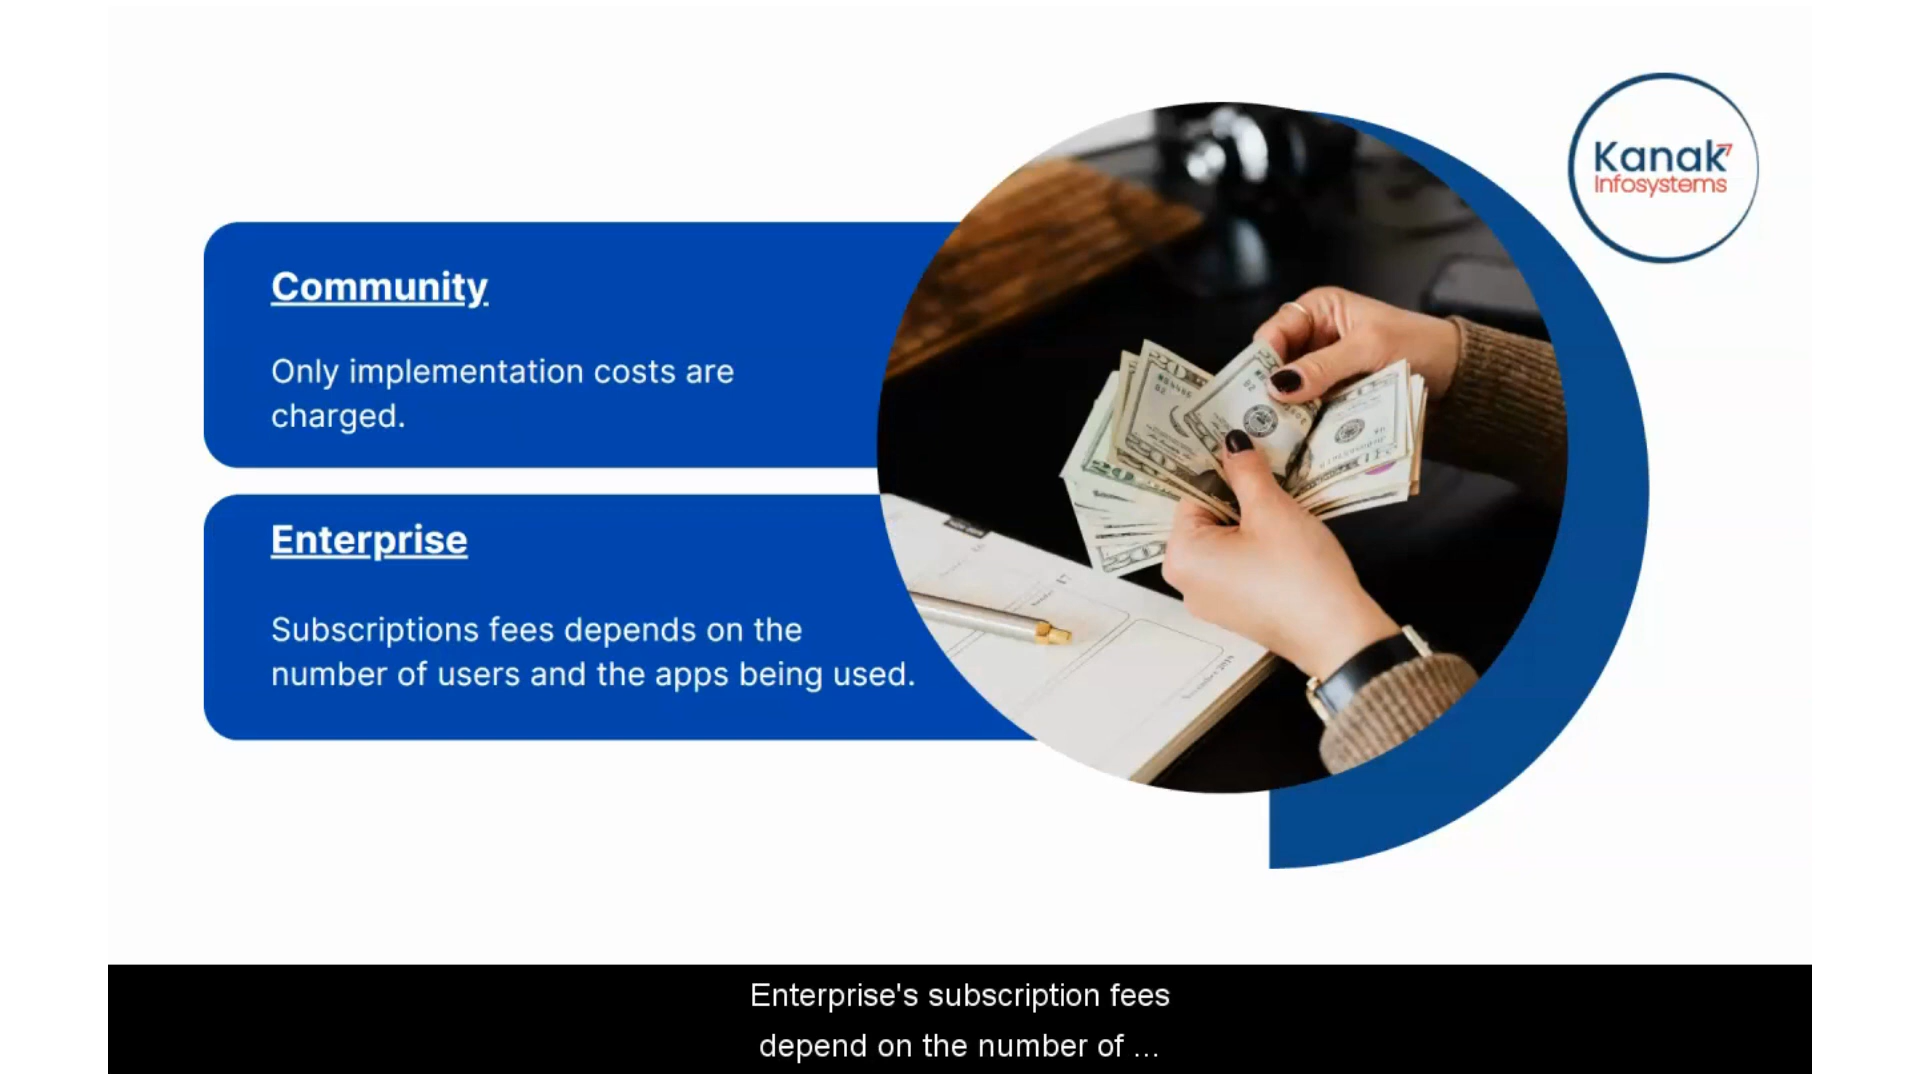 Kanak
Infosystems
Community
Only implementation costs are
charged.
Enterprise
Subscriptions fees depends on the
number of users and the apps being used.
20
Enterprise's subscription fees
depend on the number of ...